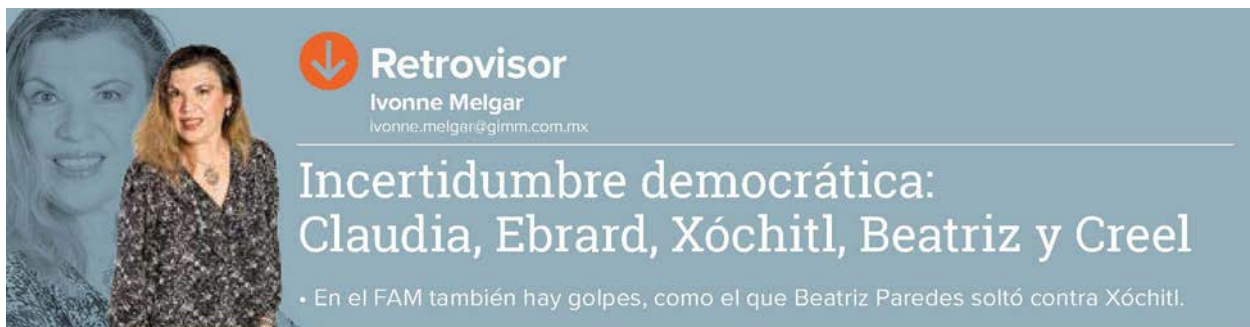 Retrovisor
Ivonne Melgar
ivonne.melgar@gimm.com.mx
Incertidumbre democrática:
Claudia, Ebrard, Xóchitl, Beatriz y Creel
• En el FAM también hay golpes, como el que Beatriz Paredes soltó contra Xóchitl.